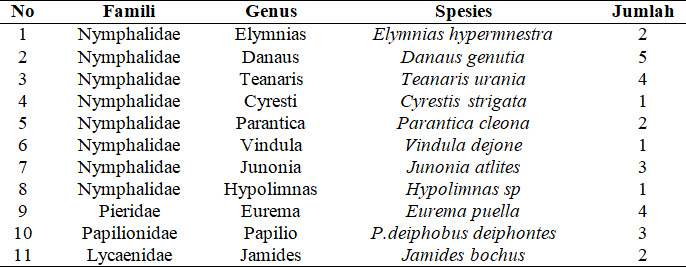 No Famili Genus Spesies Jumlah
1 Nymphalidae Elymnias Elymnias hypermnestra 2
2 Nymphalidae Danaus Danaus genutia 5
3 Nymphalidae Teanaris Teanaris urania 4
4 Nymphalidae Cyresti Cyrestis strigata 1
5 Nymphalidae Parantica Parantica cleona 2
6 Nymphalidae Vindula Vindula dejone 1
7 Nymphalidae Junonia Junonia atlites 3
8 Nymphalidae Hypolimnas Hypolimnas sp 1
9 Pieridae Eurema Eurema puella 4
10 Papilionidae Papilio P.deiphobus deiphontes 3
11 Lycaenidae Jamides Jamides bochus 2